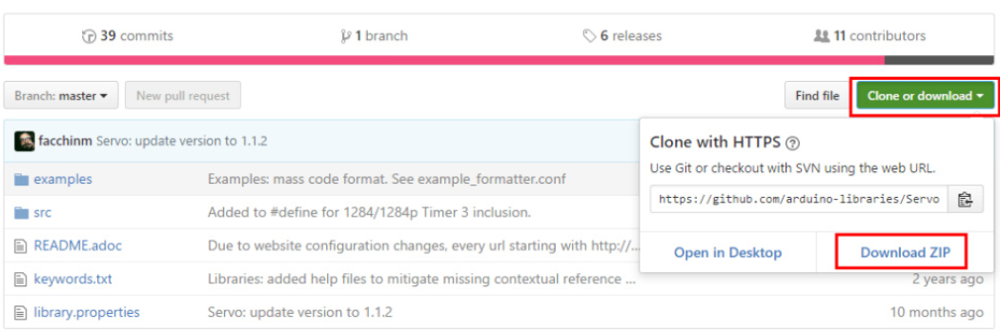 39 commits 1 branch 6 releases 11 contributors
Branch: master New pull request Find file Clone or download
facchinm Servo: update version to 1.1.2
Clone with HTTPS
Use Git or checkout with SVN using the web URL.
https://github.com/arduino-libraries/Servo
Open in Desktop Download ZIP
examples Examples: mass code format. See example_formatter.conf
src Added to #define for 1284/1284p Timer 3 inclusion.
README.adoc Due to website configuration changes, every url starting with http://...
keywords.txt Libraries: added help files to mitigate missing contextual reference ... 2 years ago
library.properties Servo: update version to 1.1.2 10 months ago